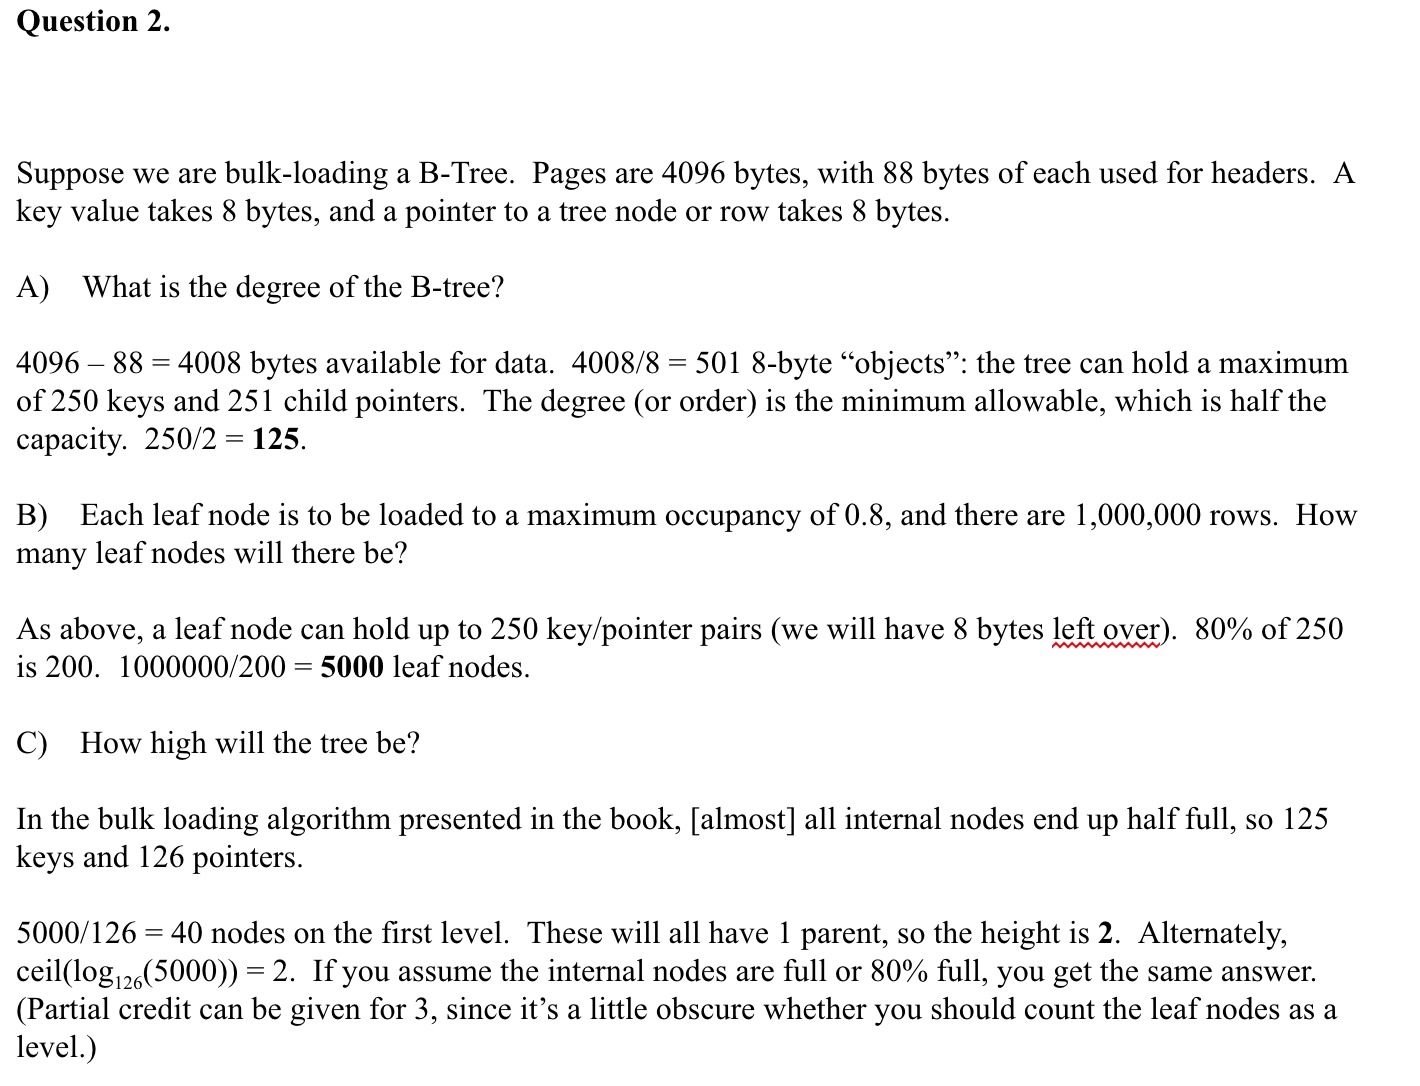 Question 2.
Suppose we are bulk-loading a B-Tree.  Pages are 4096 bytes, with 88 bytes of each used for headers.  A
key value takes 8 bytes, and a pointer to a tree node or row takes 8 bytes.
A)    What is the degree of the B-tree?
4096 – 88 = 4008 bytes available for data.  4008/8 = 501 8-byte “objects”: the tree can hold a maximum
of 250 keys and 251 child pointers.  The degree (or order) is the minimum allowable, which is half the
capacity.  250/2 = 125.
B)    Each leaf node is to be loaded to a maximum occupancy of 0.8, and there are 1,000,000 rows.  How
many leaf nodes will there be?
As above, a leaf node can hold up to 250 key/pointer pairs (we will have 8 bytes left over).  80% of 250
is 200.  1000000/200 = 5000 leaf nodes.
C)    How high will the tree be?
In the bulk loading algorithm presented in the book, [almost] all internal nodes end up half full, so 125
keys and 126 pointers.
5000/126 = 40 nodes on the first level.  These will all have 1 parent, so the height is 2.  Alternately,
ceil(log₁₂₆(5000)) = 2.  If you assume the internal nodes are full or 80% full, you get the same answer.
(Partial credit can be given for 3, since it’s a little obscure whether you should count the leaf nodes as a
level.)